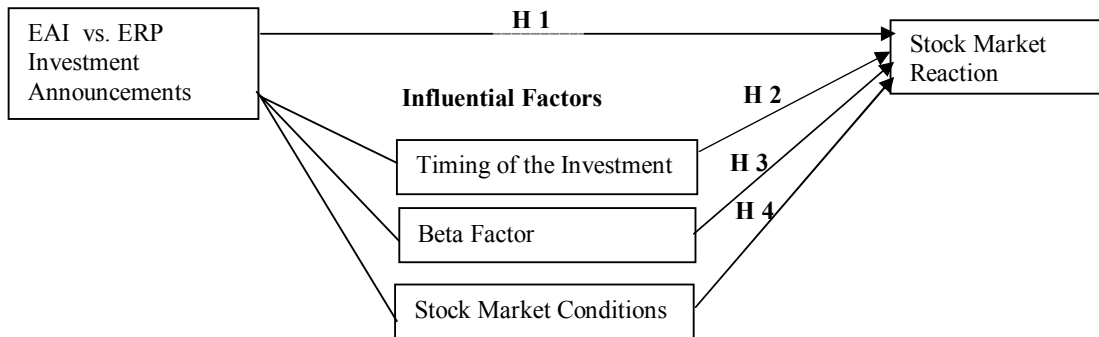 H 1
EAI vs. ERP
Investment
Announcements
Stock Market
Reaction
Influential Factors
H 2
Timing of the Investment
H 3
Beta Factor
H 4
Stock Market Conditions